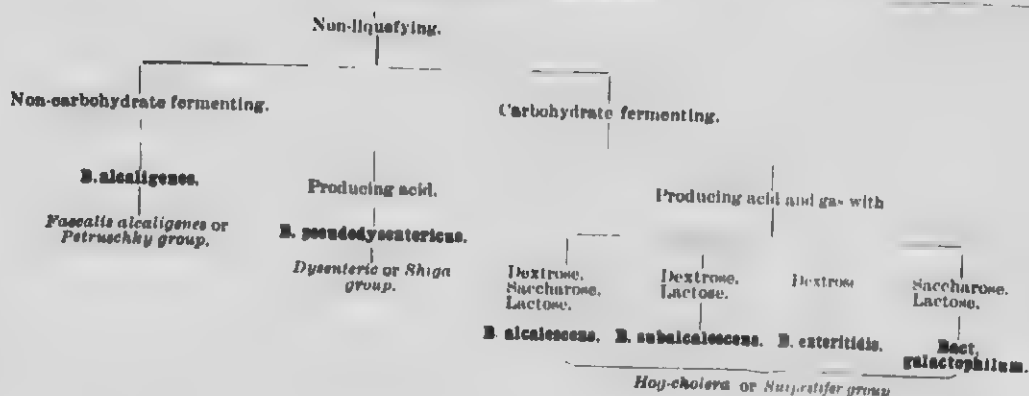 Non-liquefying.
Non-carbohydrate fermenting.
Carbohydrate fermenting.
B. alcaligenes.
Faecalis alcaligenes or
Petruschky group.
Producing acid.
B. pseudodysentericus.
Dysenteric or Shiga
group.
Producing acid and gas with
Dextrose,
Saccharose,
Lactose.
B. alcalescens.
Dextrose,
Lactose.
B. subalcalescens.
Dextrose
B. enteritidis.
Saccharose,
Lactose.
Bact.
galactophilum.
Hog-cholera or group